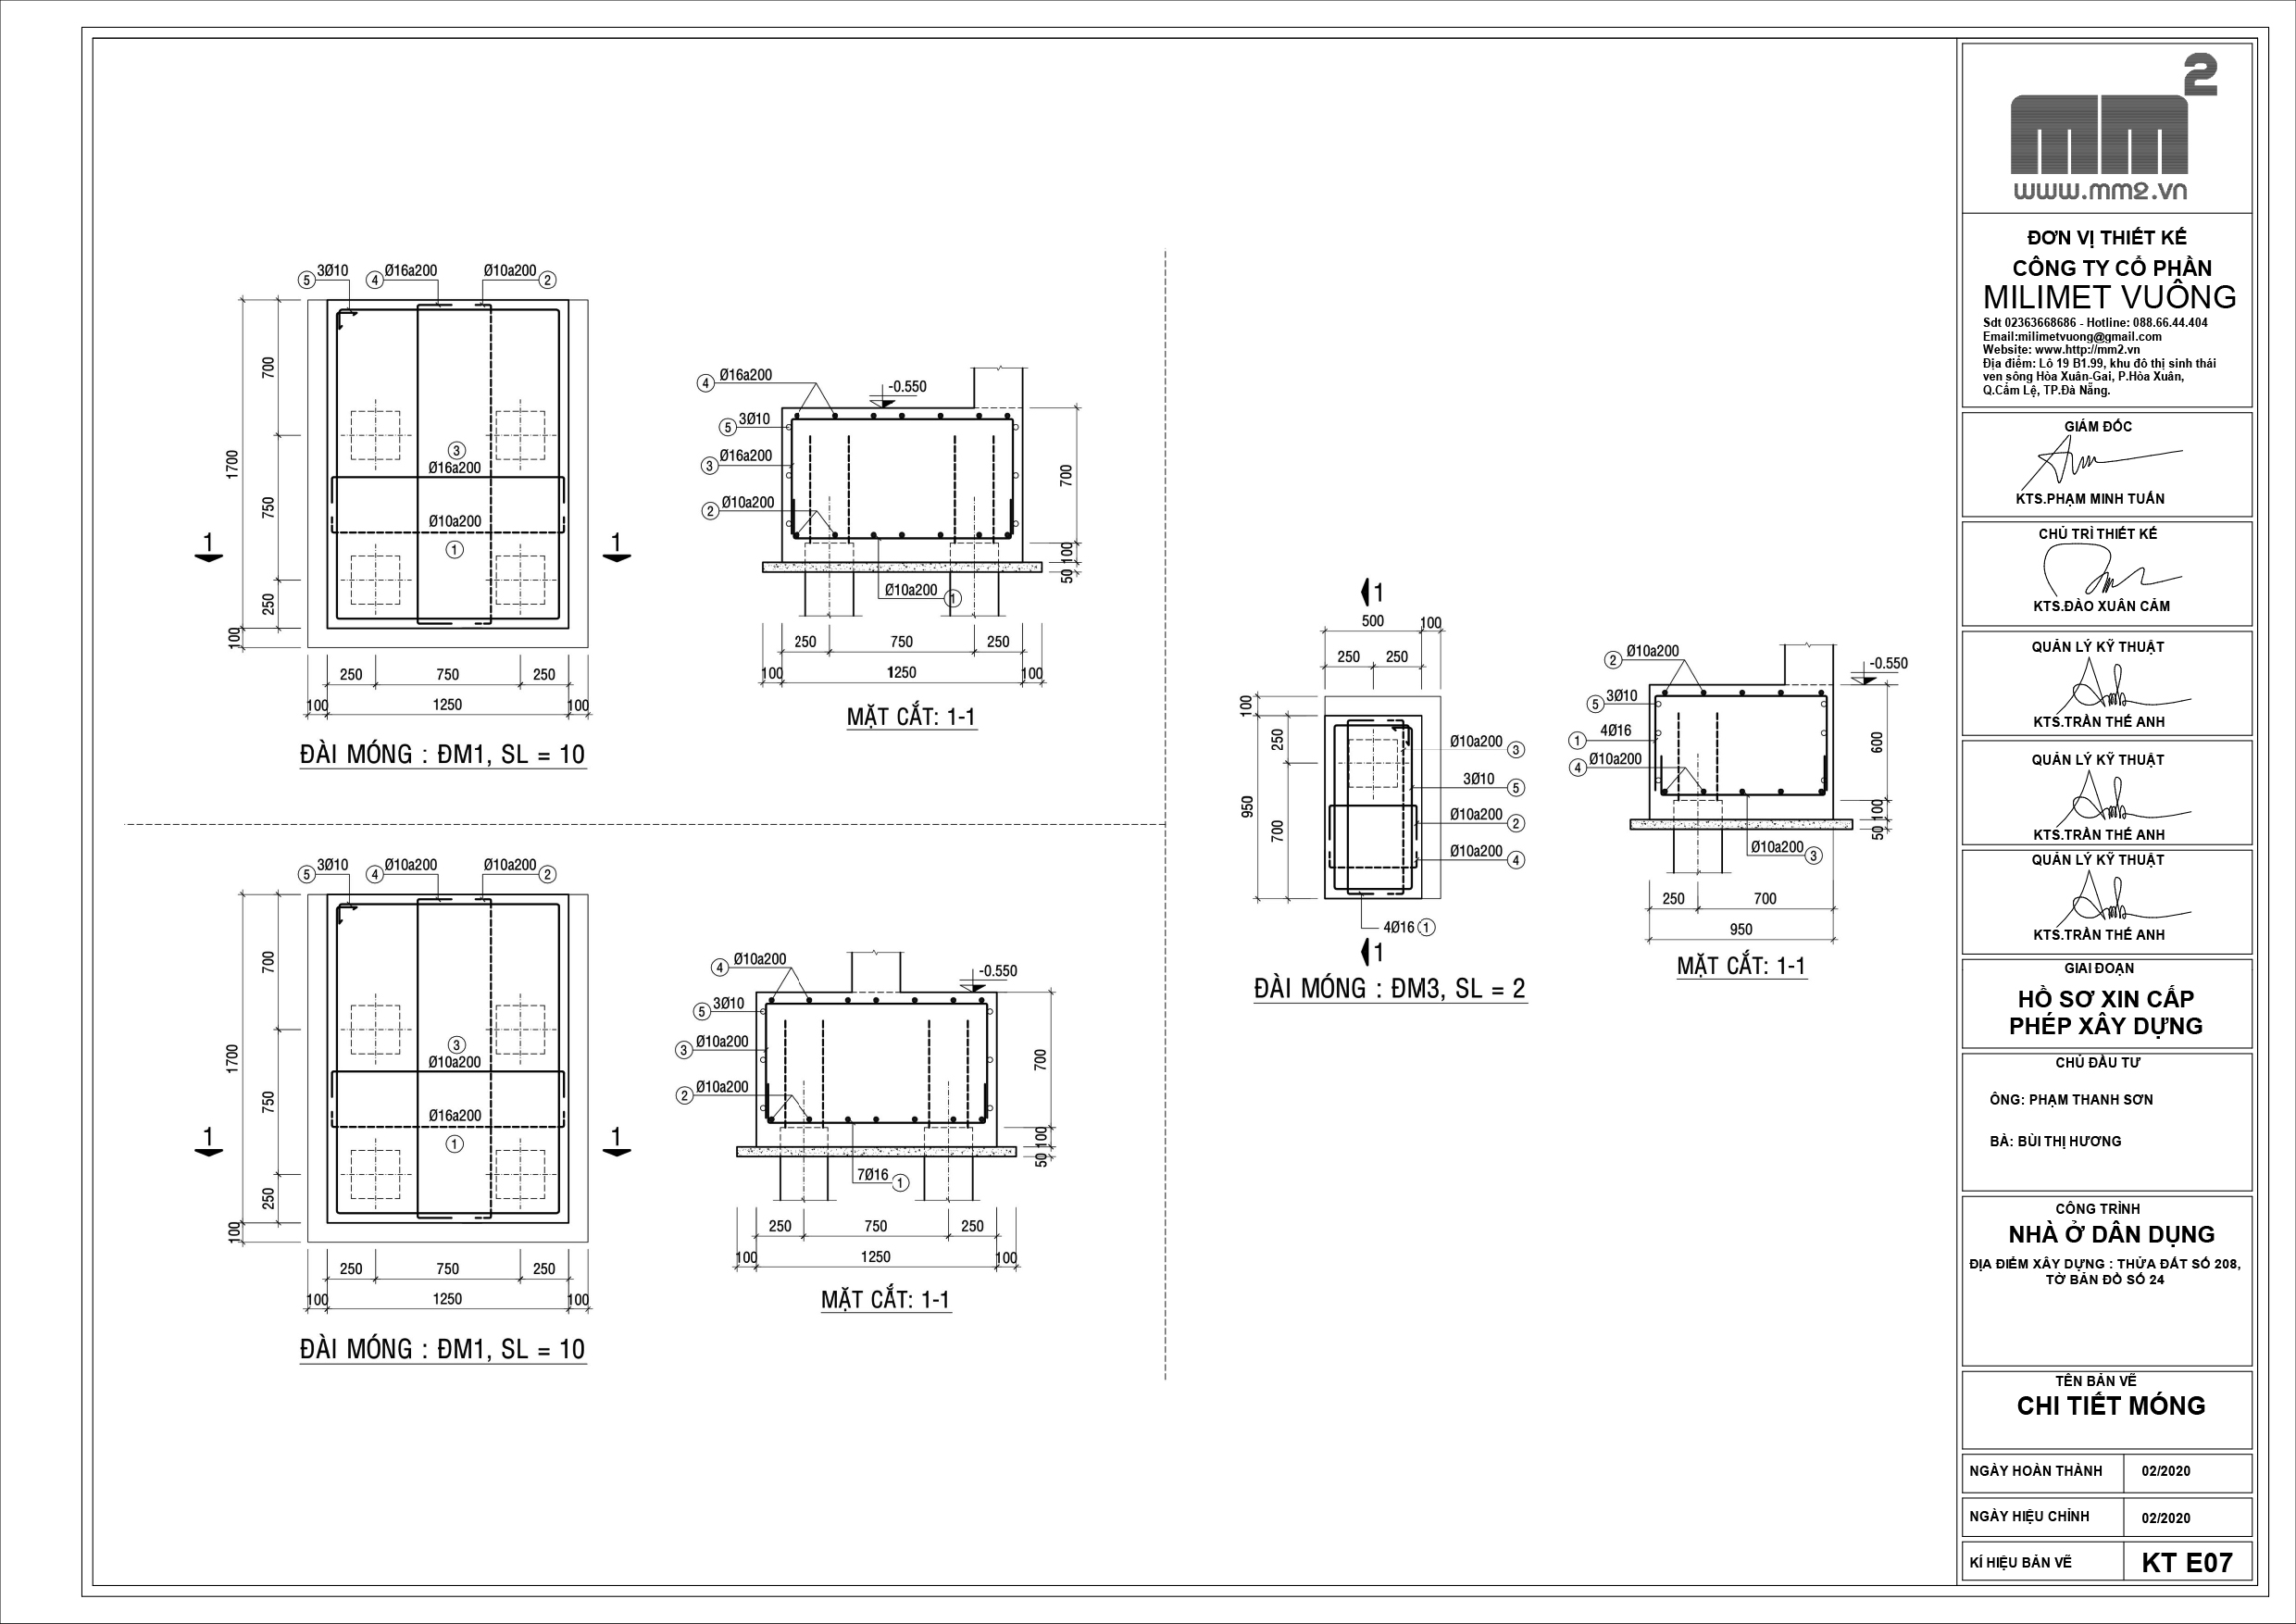 5 3Ø10 4 Ø16a200 Ø10a200 2
700
1700
3
Ø16a200
750
Ø10a200
1
1 1
250
100
250 750 250
100 1250 100
ĐÀI MÓNG : ĐM1, SL = 10
4 Ø16a200
-0.550
5 3Ø10
3 Ø16a200
700
2 Ø10a200
100
50
Ø10a200 1
250 750 250
100 1250 100
MẶT CẮT: 1-1
5 3Ø10 4 Ø10a200 Ø10a200 2
700
1700
3
Ø10a200
750
Ø16a200
1
1 1
250
100
250 750 250
100 1250 100
ĐÀI MÓNG : ĐM1, SL = 10
4 Ø10a200
-0.550
5 3Ø10
3 Ø10a200
700
2 Ø10a200
100
50
7Ø16 1
250 750 250
100 1250 100
MẶT CẮT: 1-1
1
500 100
250 250
100
250
950
700
Ø10a200 3
3Ø10 5
Ø10a200 2
Ø10a200 4
4Ø16 1
1
ĐÀI MÓNG : ĐM3, SL = 2
2 Ø10a200
-0.550
5 3Ø10
1 4Ø16
600
4 Ø10a200
100
50
Ø10a200 3
250 700
950
MẶT CẮT: 1-1
mm2
www.mm2.vn
ĐƠN VỊ THIẾT KẾ
CÔNG TY CỔ PHẦN
MILIMET VUÔNG
Sdt 02363668686 - Hotline: 088.66.44.404
Email:milimetvuong@gmail.com
Website: www.http://mm2.vn
Địa điểm: Lô 19 B1.99, khu đô thị sinh thái
ven sông Hòa Xuân-Gai, P.Hòa Xuân,
Q.Cẩm Lệ, TP.Đà Nẵng.
GIÁM ĐỐC
KTS.PHẠM MINH TUẤN
CHỦ TRÌ THIẾT KẾ
KTS.ĐÀO XUÂN CẢM
QUẢN LÝ KỸ THUẬT
KTS.TRẦN THẾ ANH
QUẢN LÝ KỸ THUẬT
KTS.TRẦN THẾ ANH
QUẢN LÝ KỸ THUẬT
KTS.TRẦN THẾ ANH
GIAI ĐOẠN
HỒ SƠ XIN CẤP
PHÉP XÂY DỰNG
CHỦ ĐẦU TƯ
ÔNG: PHẠM THANH SƠN
BÀ: BÙI THỊ HƯƠNG
CÔNG TRÌNH
NHÀ Ở DÂN DỤNG
ĐỊA ĐIỂM XÂY DỰNG : THỬA ĐẤT SỐ 208,
TỜ BẢN ĐỒ SỐ 24
TÊN BẢN VẼ
CHI TIẾT MÓNG
NGÀY HOÀN THÀNH 02/2020
NGÀY HIỆU CHỈNH 02/2020
KÍ HIỆU BẢN VẼ KT E07